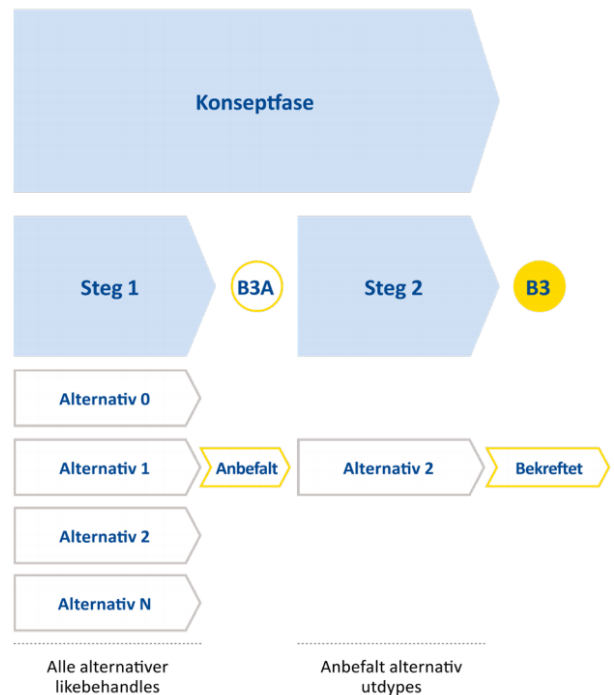 Konseptfase
Steg 1
B3A
Steg 2
B3
Alternativ 0
Alternativ 1
Anbefalt
Alternativ 2
Bekreftet
Alternativ 2
Alternativ N
Alle alternativer
likebehandles
Anbefalt alternativ
utdypes